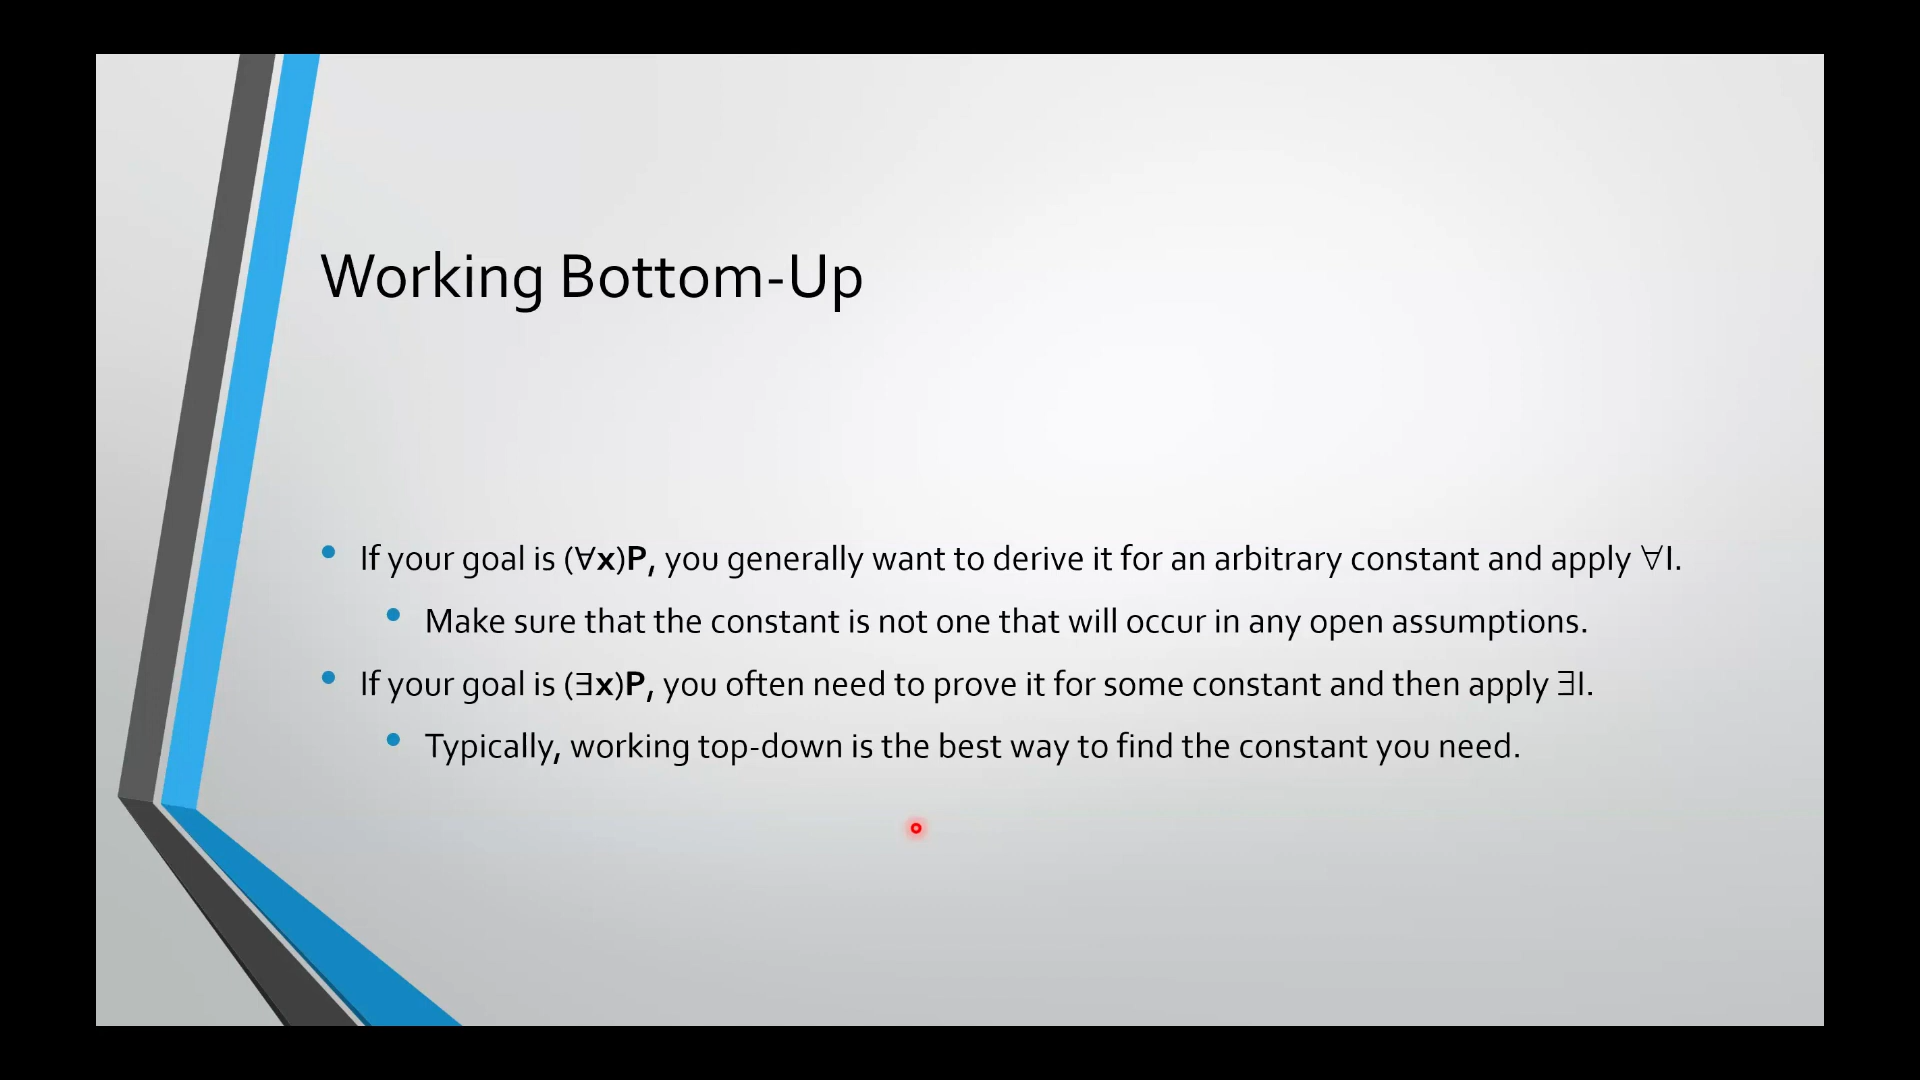 Working Bottom-Up
If your goal is (∀x)P, you generally want to derive it for an arbitrary constant and apply ∀I.
Make sure that the constant is not one that will occur in any open assumptions.
If your goal is (∃x)P, you often need to prove it for some constant and then apply ∃I.
Typically, working top-down is the best way to find the constant you need.